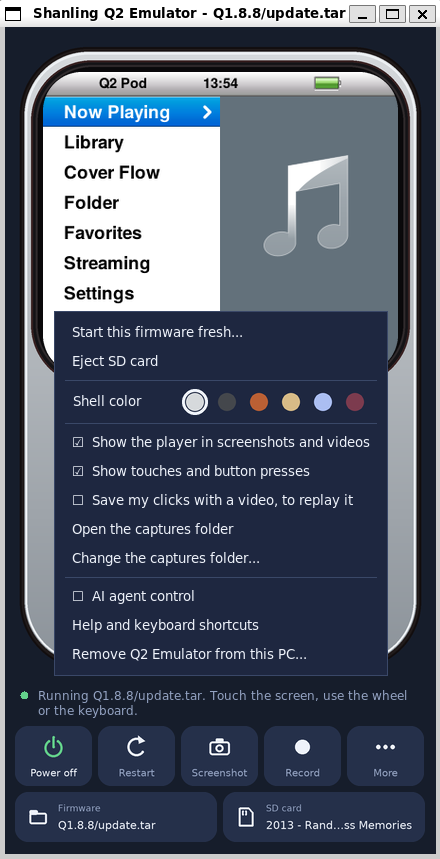 Shanling Q2 Emulator - Q1.8.8/update.tar
Q2 Pod 13:54
Now Playing
Library
Cover Flow
Folder
Favorites
Streaming
Settings
Start this firmware fresh...
Eject SD card
Shell color
☑ Show the player in screenshots and videos
☑ Show touches and button presses
☐ Save my clicks with a video, to replay it
Open the captures folder
Change the captures folder...
☐ AI agent control
Help and keyboard shortcuts
Remove Q2 Emulator from this PC...
Running Q1.8.8/update.tar. Touch the screen, use the wheel
or the keyboard.
Power off Restart Screenshot Record More
Firmware
Q1.8.8/update.tar
SD card
2013 - Rand...ss Memories